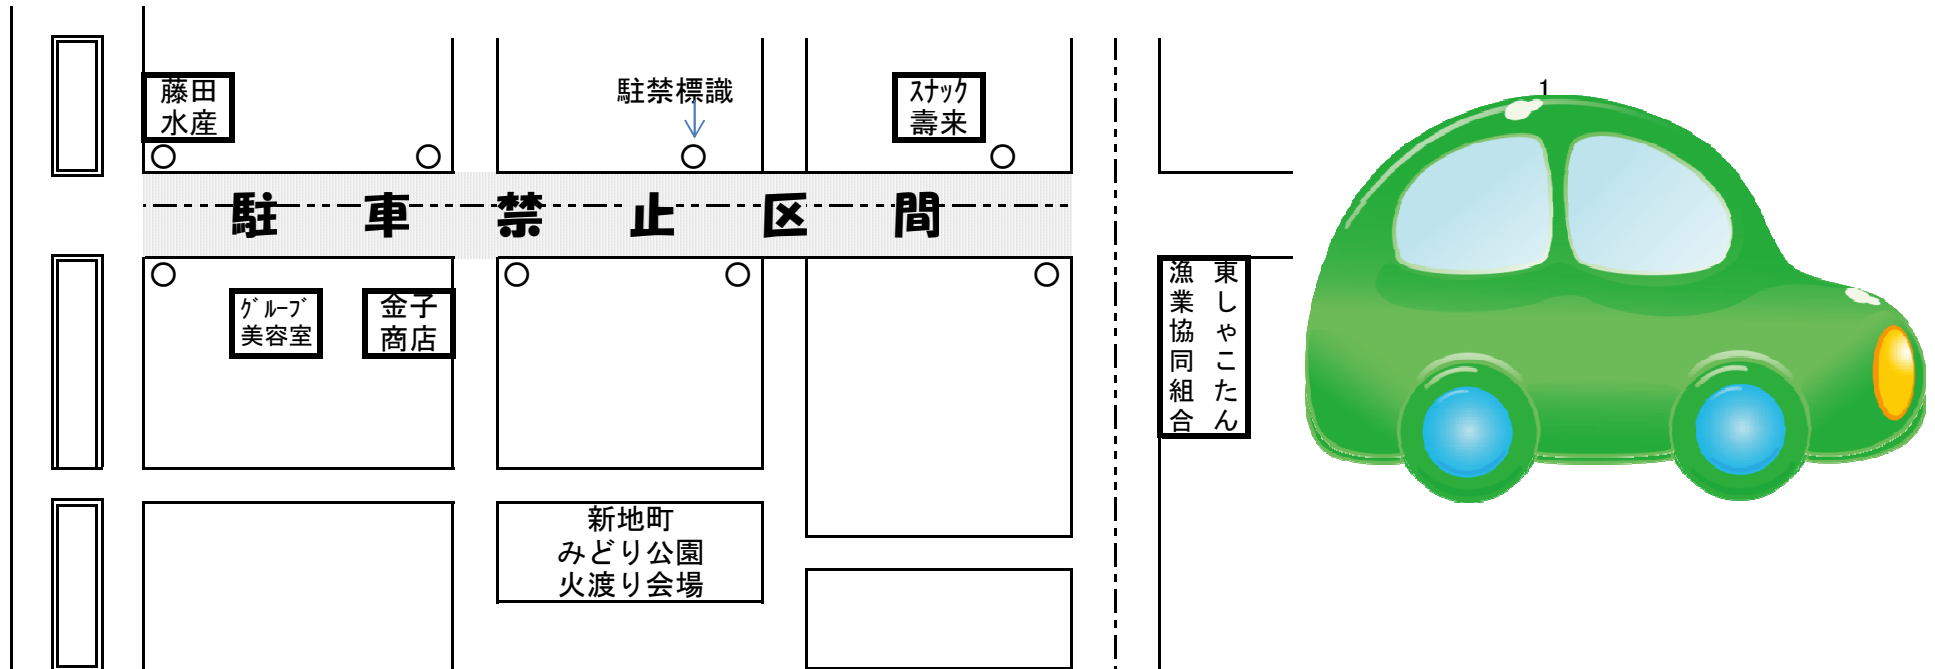 藤田
水産
駐禁標識
ｽﾅｯｸ
壽来
1
駐車禁止区間
ｸﾞﾙｰﾌﾞ
美容室
金子
商店
東しゃこたん
漁業協同組合
新地町
みどり公園
火渡り会場